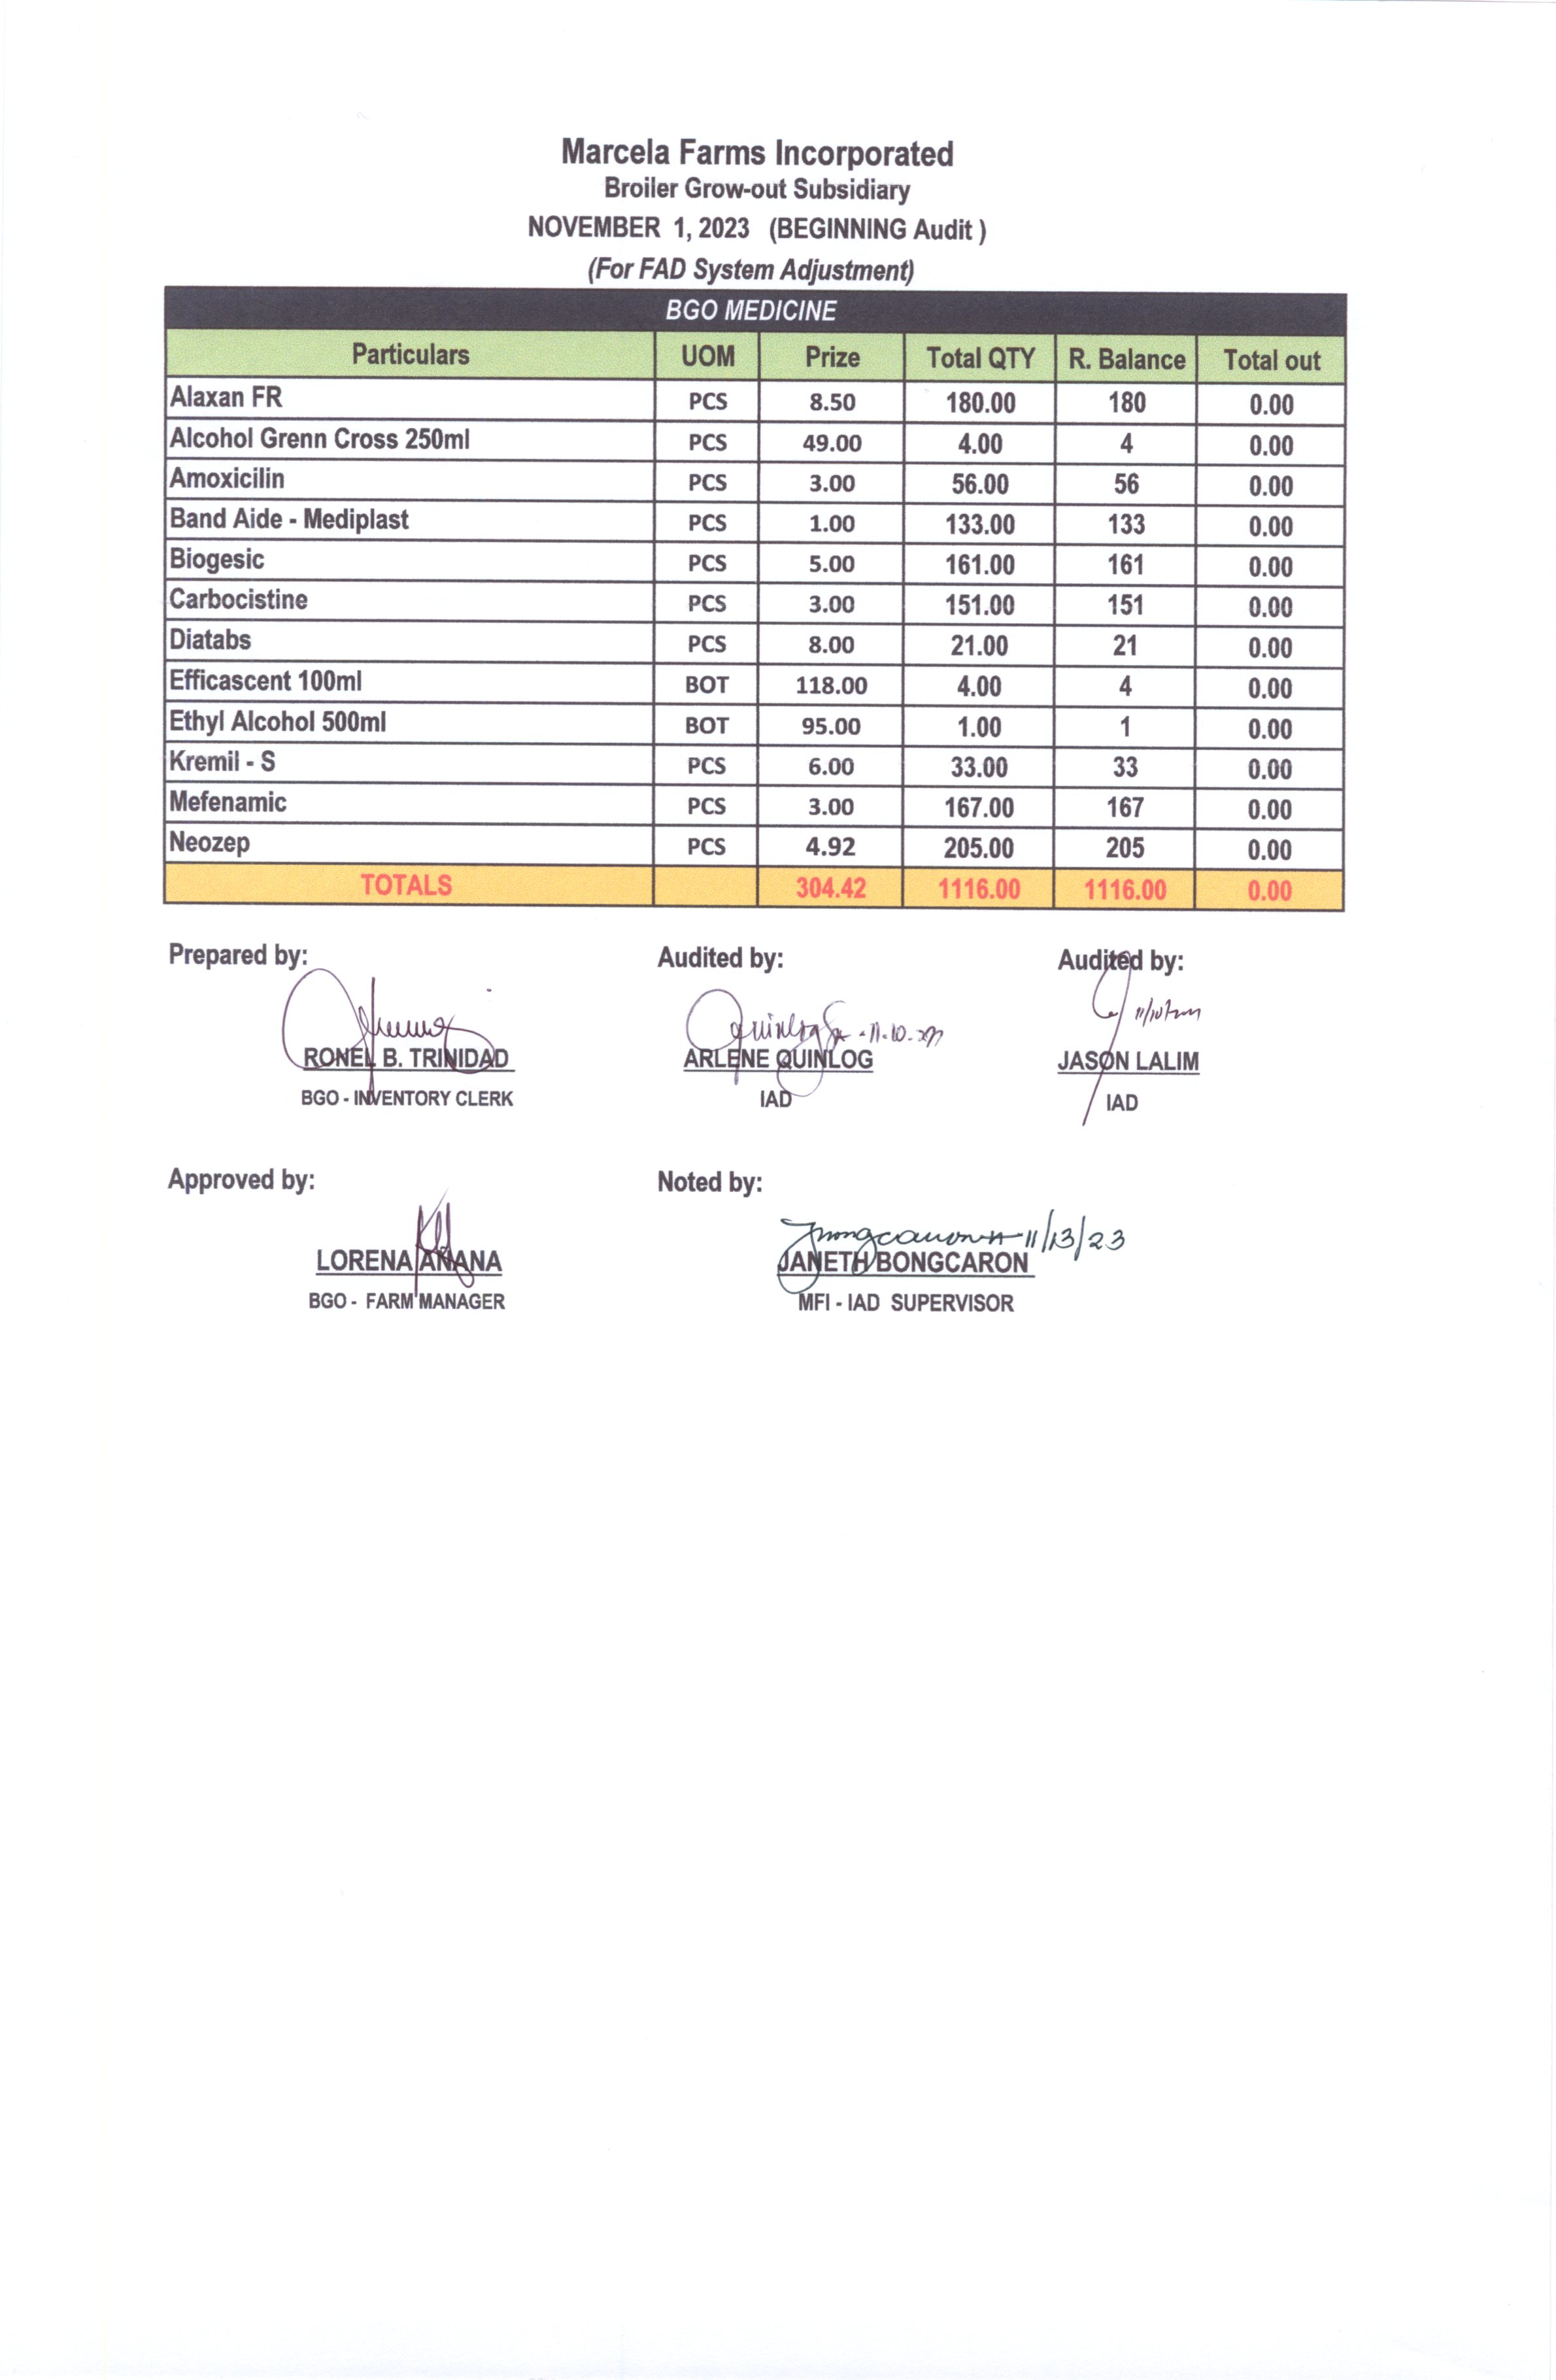 Marcela Farms Incorporated
Broiler Grow-out Subsidiary
NOVEMBER 1, 2023 (BEGINNING Audit )
(For FAD System Adjustment)
BGO MEDICINE
Particulars UOM Prize Total QTY R. Balance Total out
Alaxan FR PCS 8.50 180.00 180 0.00
Alcohol Grenn Cross 250ml PCS 49.00 4.00 4 0.00
Amoxicilin PCS 3.00 56.00 56 0.00
Band Aide - Mediplast PCS 1.00 133.00 133 0.00
Biogesic PCS 5.00 161.00 161 0.00
Carbocistine PCS 3.00 151.00 151 0.00
Diatabs PCS 8.00 21.00 21 0.00
Efficascent 100ml BOT 118.00 4.00 4 0.00
Ethyl Alcohol 500ml BOT 95.00 1.00 1 0.00
Kremil - S PCS 6.00 33.00 33 0.00
Mefenamic PCS 3.00 167.00 167 0.00
Neozep PCS 4.92 205.00 205 0.00
TOTALS 304.42 1116.00 1116.00 0.00
Prepared by: Audited by: Audited by:
RONEL B. TRINIDAD ARLENE QUINLOG JASON LALIM
BGO - INVENTORY CLERK IAD IAD
Approved by: Noted by:
11/13/23
LORENA JANETH BONGCARON
BGO - FARM MANAGER MFI - IAD SUPERVISOR